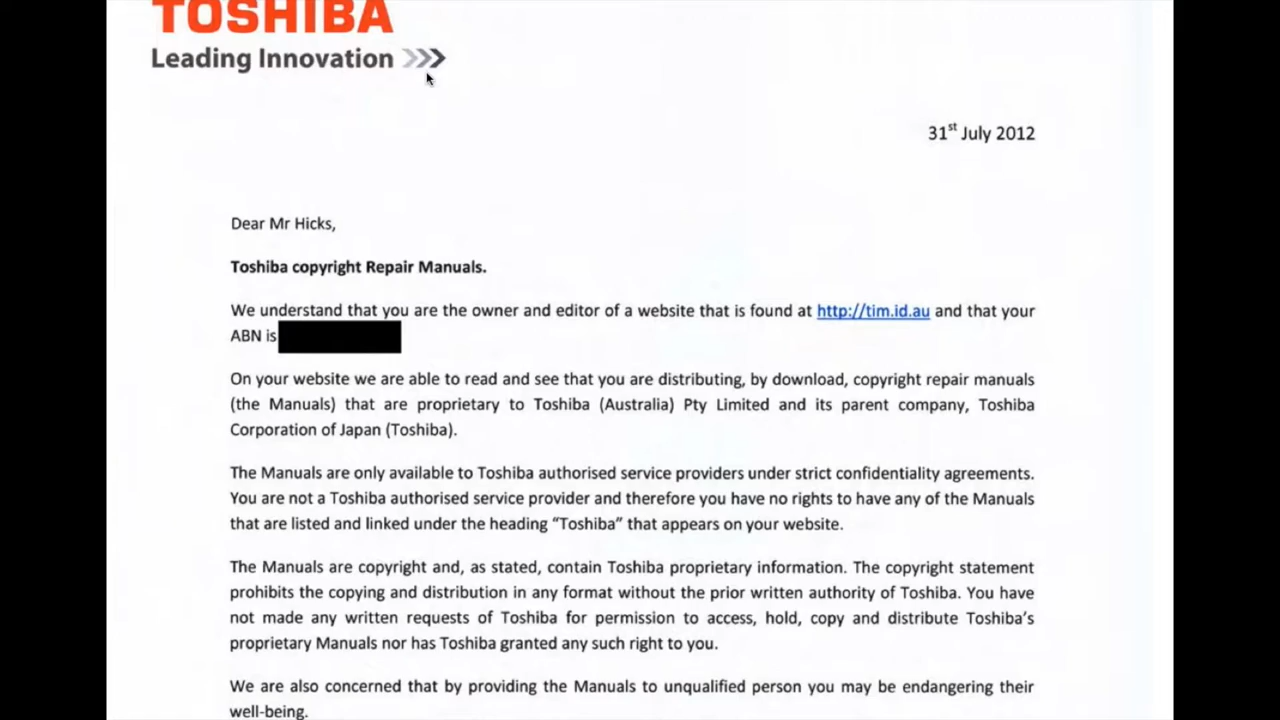 TOSHIBA
Leading Innovation >>>
31st July 2012
Dear Mr Hicks,
Toshiba copyright Repair Manuals.
We understand that you are the owner and editor of a website that is found at http://tim.id.au and that your
ABN is
On your website we are able to read and see that you are distributing, by download, copyright repair manuals
(the Manuals) that are proprietary to Toshiba (Australia) Pty Limited and its parent company, Toshiba
Corporation of Japan (Toshiba).
The Manuals are only available to Toshiba authorised service providers under strict confidentiality agreements.
You are not a Toshiba authorised service provider and therefore you have no rights to have any of the Manuals
that are listed and linked under the heading “Toshiba” that appears on your website.
The Manuals are copyright and, as stated, contain Toshiba proprietary information. The copyright statement
prohibits the copying and distribution in any format without the prior written authority of Toshiba. You have
not made any written requests of Toshiba for permission to access, hold, copy and distribute Toshiba’s
proprietary Manuals nor has Toshiba granted any such right to you.
We are also concerned that by providing the Manuals to unqualified person you may be endangering their
well-being.